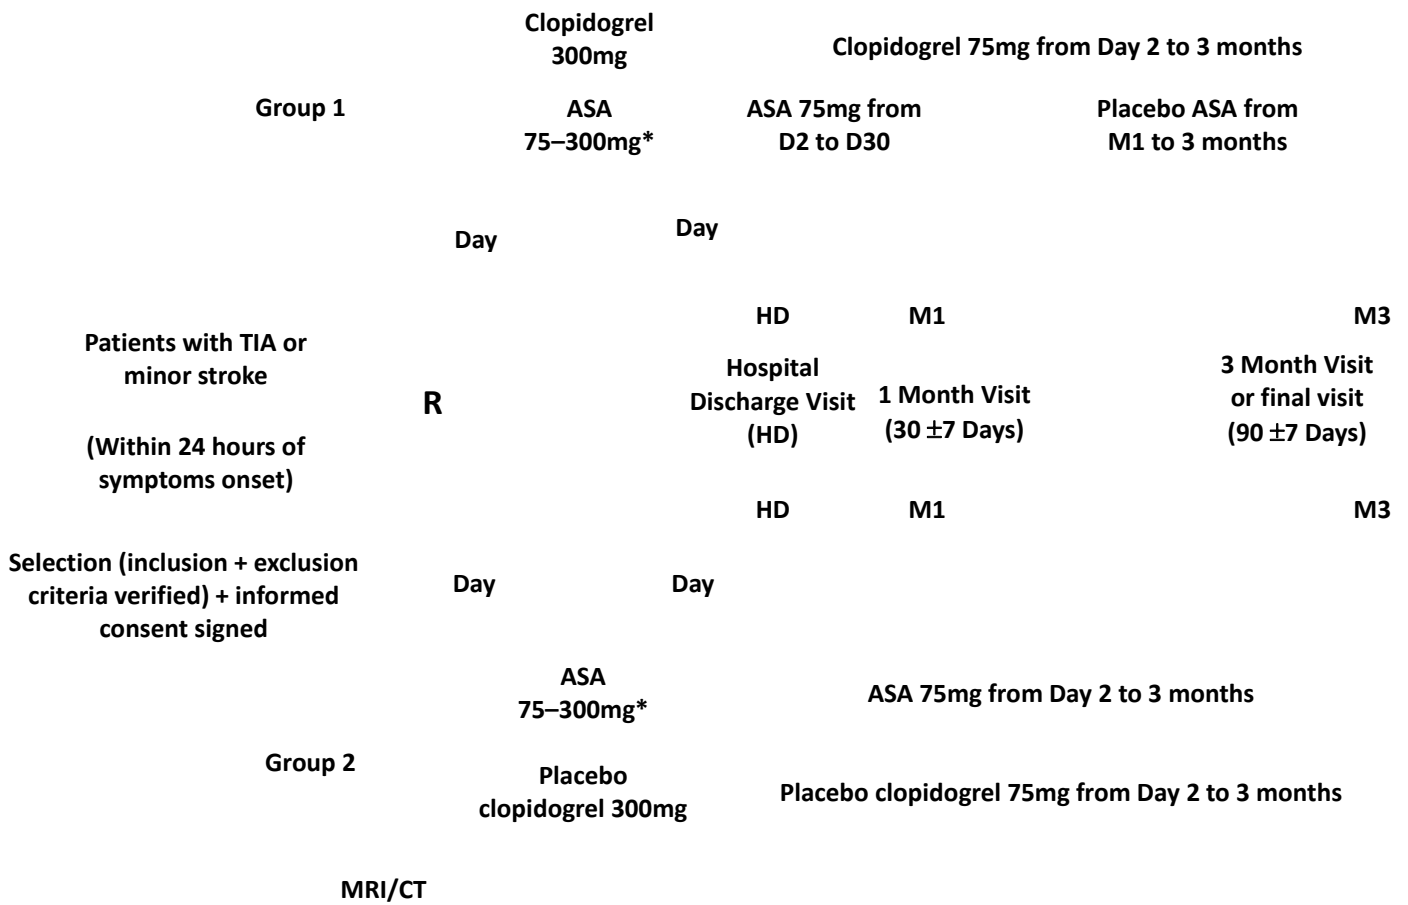 Clopidogrel
300mg
Clopidogrel 75mg from Day 2 to 3 months
Group 1
ASA
75–300mg*
ASA 75mg from
D2 to D30
Placebo ASA from
M1 to 3 months
Day
Day
HD
M1
M3
Patients with TIA or
minor stroke
(Within 24 hours of
symptoms onset)
R
Hospital
Discharge Visit
(HD)
1 Month Visit
(30 ±7 Days)
3 Month Visit
or final visit
(90 ±7 Days)
HD
M1
M3
Selection (inclusion + exclusion
criteria verified) + informed
consent signed
Day
Day
ASA
75–300mg*
ASA 75mg from Day 2 to 3 months
Group 2
Placebo
clopidogrel 300mg
Placebo clopidogrel 75mg from Day 2 to 3 months
MRI/CT